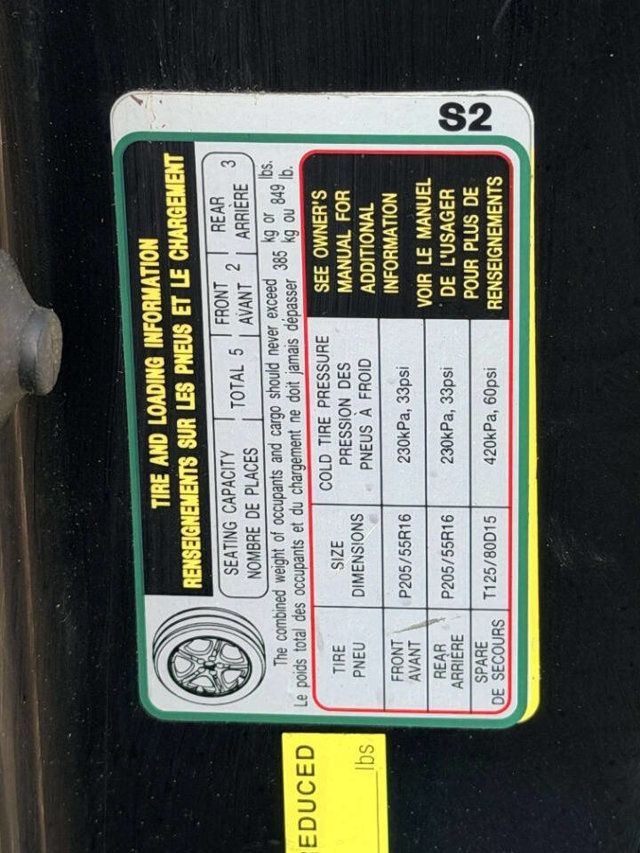 S2
TIRE AND LOADING INFORMATION
RENSEIGNEMENTS SUR LES PNEUS ET LE CHARGEMENT
SEATING CAPACITY
NOMBRE DE PLACES
TOTAL 5
FRONT
AVANT
2
REAR
ARRIÈRE
3
The combined weight of occupants and cargo should never exceed 385 kg or 849 lbs.
Le poids total des occupants et du chargement ne doit jamais dépasser 385 kg ou 849 lb.
TIRE
PNEU
SIZE
DIMENSIONS
COLD TIRE PRESSURE
PRESSION DES
PNEUS À FROID
FRONT
AVANT
P205/55R16
230kPa, 33psi
REAR
ARRIÈRE
P205/55R16
230kPa, 33psi
SPARE
DE SECOURS
T125/80D15
420kPa, 60psi
SEE OWNER'S
MANUAL FOR
ADDITIONAL
INFORMATION
VOIR LE MANUEL
DE L'USAGER
POUR PLUS DE
RENSEIGNEMENTS
EDUCED
lbs